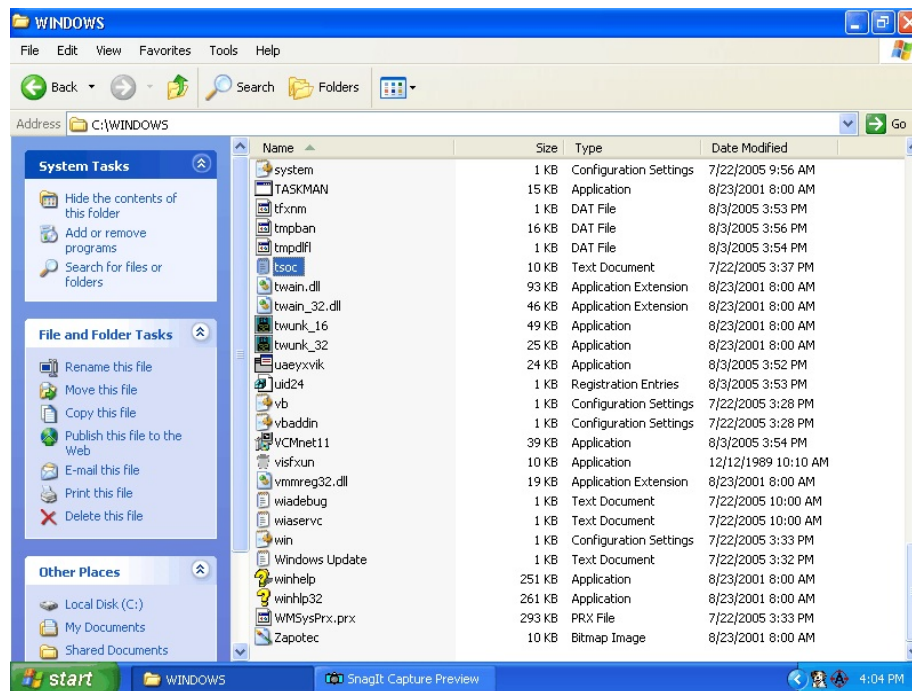 WINDOWS
File Edit View Favorites Tools Help
Back Search Folders
Address C:\WINDOWS Go
System Tasks
Hide the contents of
this folder
Add or remove
programs
Search for files or
folders
File and Folder Tasks
Rename this file
Move this file
Copy this file
Publish this file to the
Web
E-mail this file
Print this file
Delete this file
Other Places
Local Disk (C:)
My Documents
Shared Documents
Name Size Type Date Modified
system 1 KB Configuration Settings 7/22/2005 9:56 AM
TASKMAN 15 KB Application 8/23/2001 8:00 AM
tfxnm 1 KB DAT File 8/3/2005 3:53 PM
tmpban 16 KB DAT File 8/3/2005 3:56 PM
tmpdlfl 1 KB DAT File 8/3/2005 3:54 PM
tsoc 10 KB Text Document 7/22/2005 3:37 PM
twain.dll 93 KB Application Extension 8/23/2001 8:00 AM
twain_32.dll 46 KB Application Extension 8/23/2001 8:00 AM
twunk_16 49 KB Application 8/23/2001 8:00 AM
twunk_32 25 KB Application 8/23/2001 8:00 AM
uaeyxvik 24 KB Application 8/3/2005 3:52 PM
uid24 1 KB Registration Entries 8/3/2005 3:53 PM
vb 1 KB Configuration Settings 7/22/2005 3:28 PM
vbaddin 1 KB Configuration Settings 7/22/2005 3:28 PM
VCMnet11 39 KB Application 8/3/2005 3:54 PM
visfxun 10 KB Application 12/12/1989 10:10 AM
vmmreg32.dll 19 KB Application Extension 8/23/2001 8:00 AM
wiadebug 1 KB Text Document 7/22/2005 10:00 AM
wiaservc 1 KB Text Document 7/22/2005 10:00 AM
win 1 KB Configuration Settings 7/22/2005 3:33 PM
Windows Update 1 KB Text Document 7/22/2005 3:32 PM
winhelp 251 KB Application 8/23/2001 8:00 AM
winhlp32 261 KB Application 8/23/2001 8:00 AM
WMSysPrx.prx 293 KB PRX File 7/22/2005 3:33 PM
Zapotec 10 KB Bitmap Image 8/23/2001 8:00 AM
start WINDOWS SnagIt Capture Preview 4:04 PM